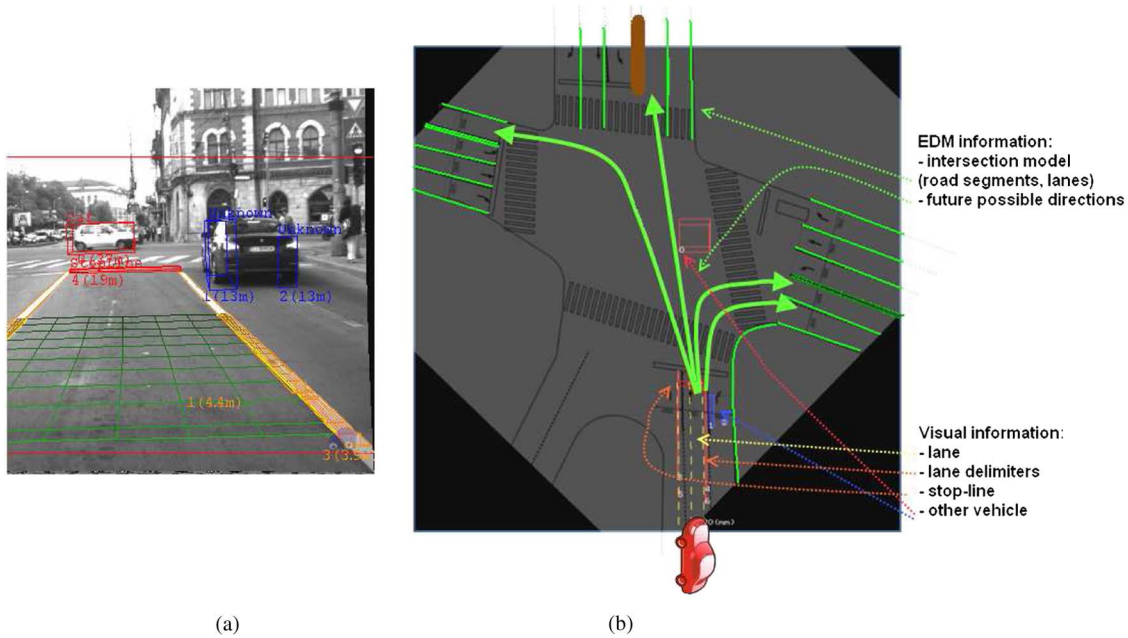 Unknown
Unknown
4(19m)
1(13m)
2(13m)
1(4.4m)
EDM information:
- intersection model
(road segments, lanes)
- future possible directions
Visual information:
- lane
- lane delimiters
- stop-line
- other vehicle
(a)
(b)